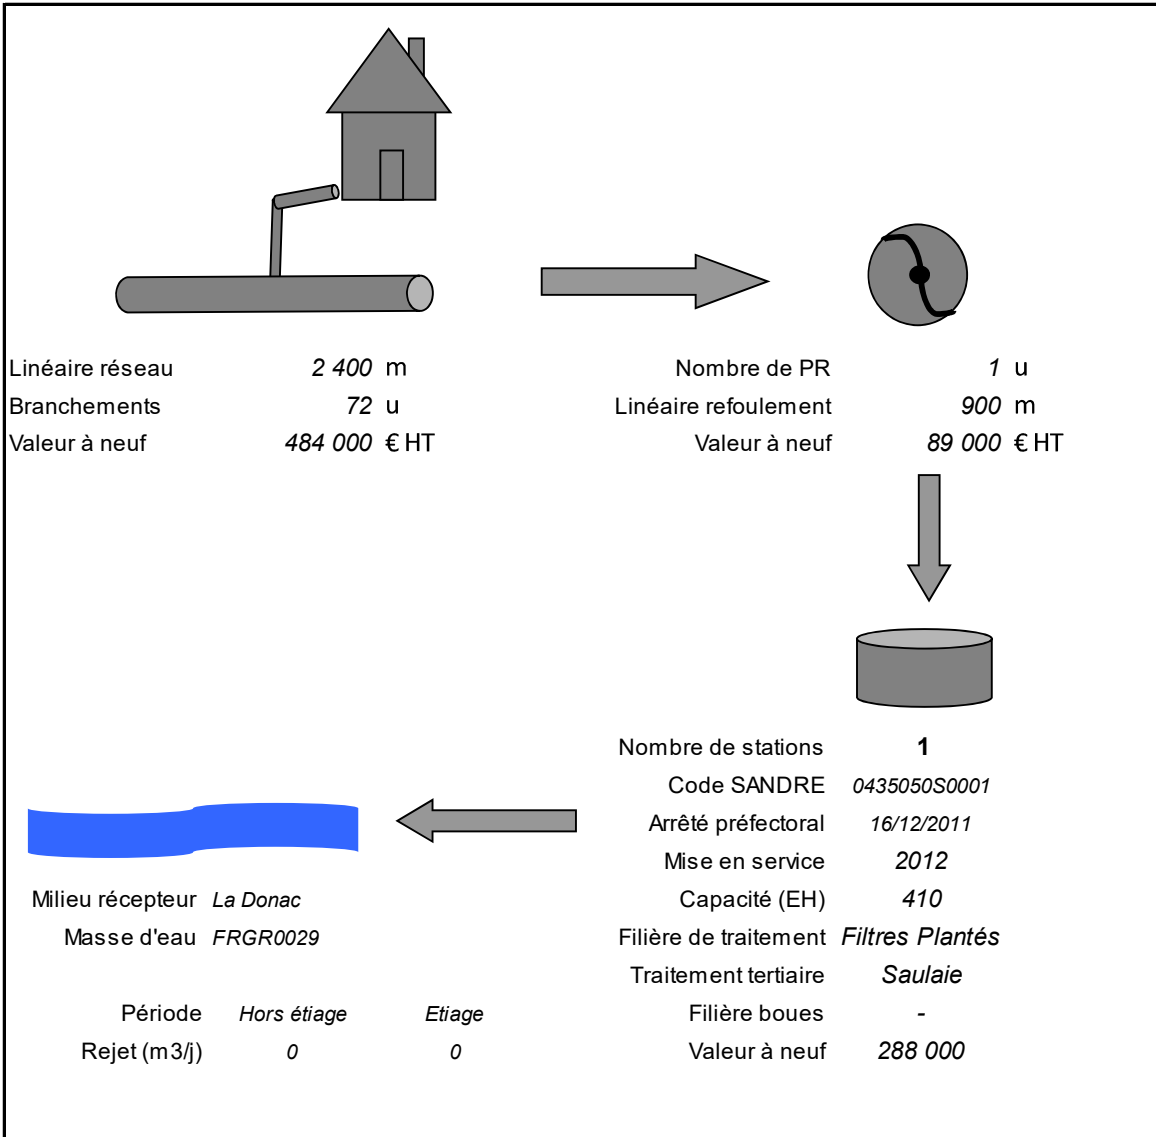 Linéaire réseau 2 400 m
Branchements 72 u
Valeur à neuf 484 000 € HT
Nombre de PR 1 u
Linéaire refoulement 900 m
Valeur à neuf 89 000 € HT
Nombre de stations 1
Code SANDRE 0435050S0001
Arrêté préfectoral 16/12/2011
Mise en service 2012
Capacité (EH) 410
Filière de traitement Filtres Plantés
Traitement tertiaire Saulaie
Filière boues -
Valeur à neuf 288 000
Milieu récepteur La Donac
Masse d'eau FRGR0029
Période Hors étiage Etiage
Rejet (m3/j) 0 0